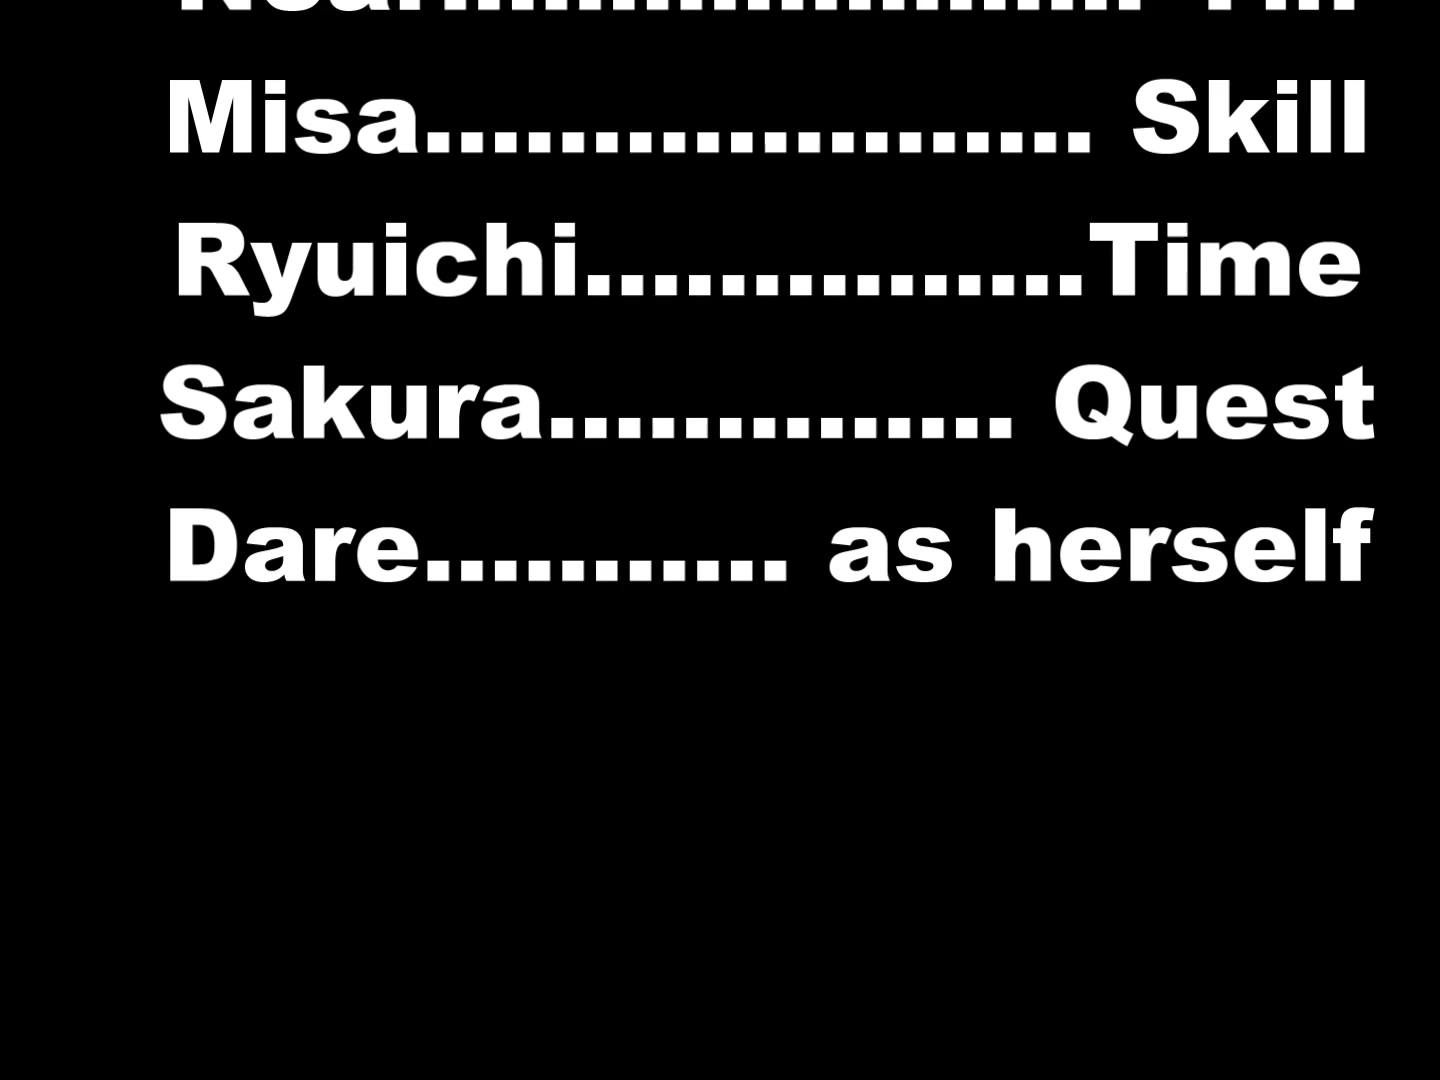 Misa.................... Skill
Ryuichi...............Time
Sakura.............. Quest
Dare........... as herself